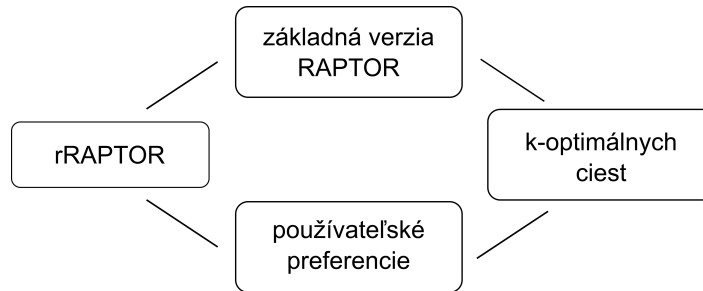 základná verzia
RAPTOR
rRAPTOR
k-optimálnych
ciest
používateľské
preferencie